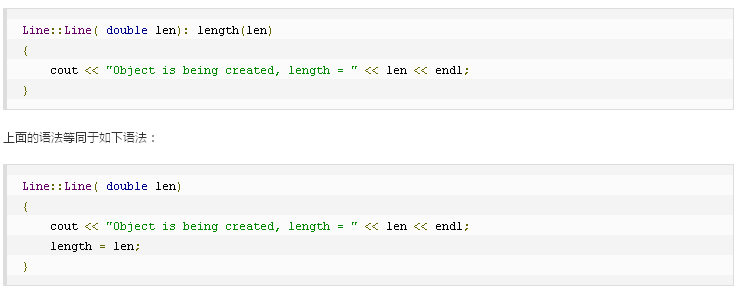 Line::Line( double len): length(len)
{
    cout << "Object is being created, length = " << len << endl;
}
上面的语法等同于如下语法：
Line::Line( double len)
{
    cout << "Object is being created, length = " << len << endl;
    length = len;
}